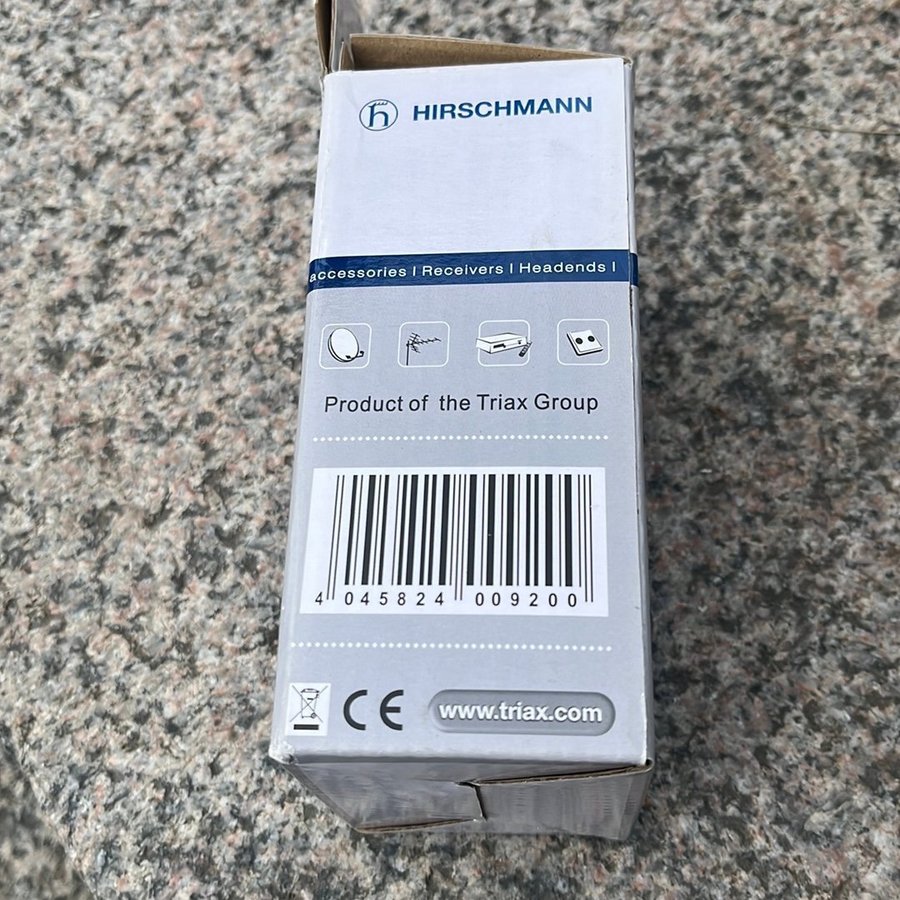 HIRSCHMANN
accessories | Receivers | Headends |
Product of the Triax Group
4 045824 009200
CE www.triax.com